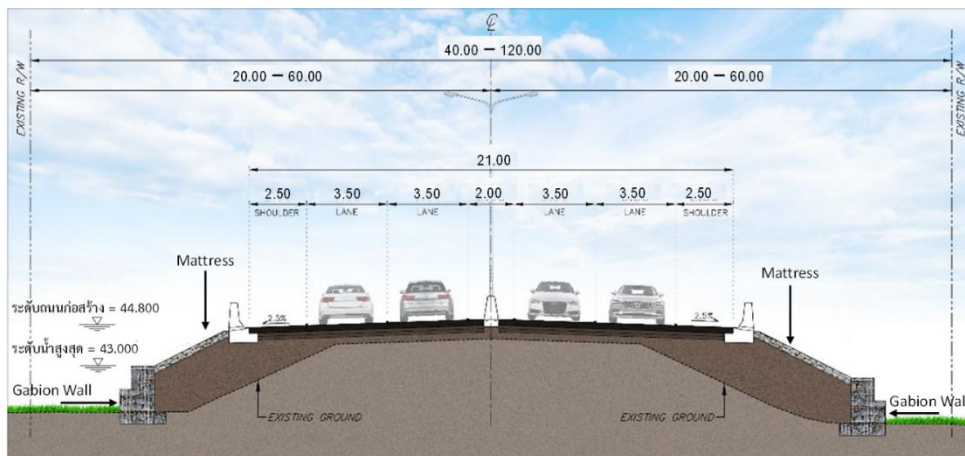 ℄
40.00 – 120.00
20.00 – 60.00
20.00 – 60.00
EXISTING R/W
EXISTING R/W
21.00
2.50
3.50
3.50
2.00
3.50
3.50
2.50
SHOULDER
LANE
LANE
LANE
LANE
SHOULDER
Mattress
Mattress
ระดับถนนก่อสร้าง = 44.800
2.5%
2.5%
ระดับน้ำสูงสุด = 43.000
Gabion Wall
Gabion Wall
EXISTING GROUND
EXISTING GROUND